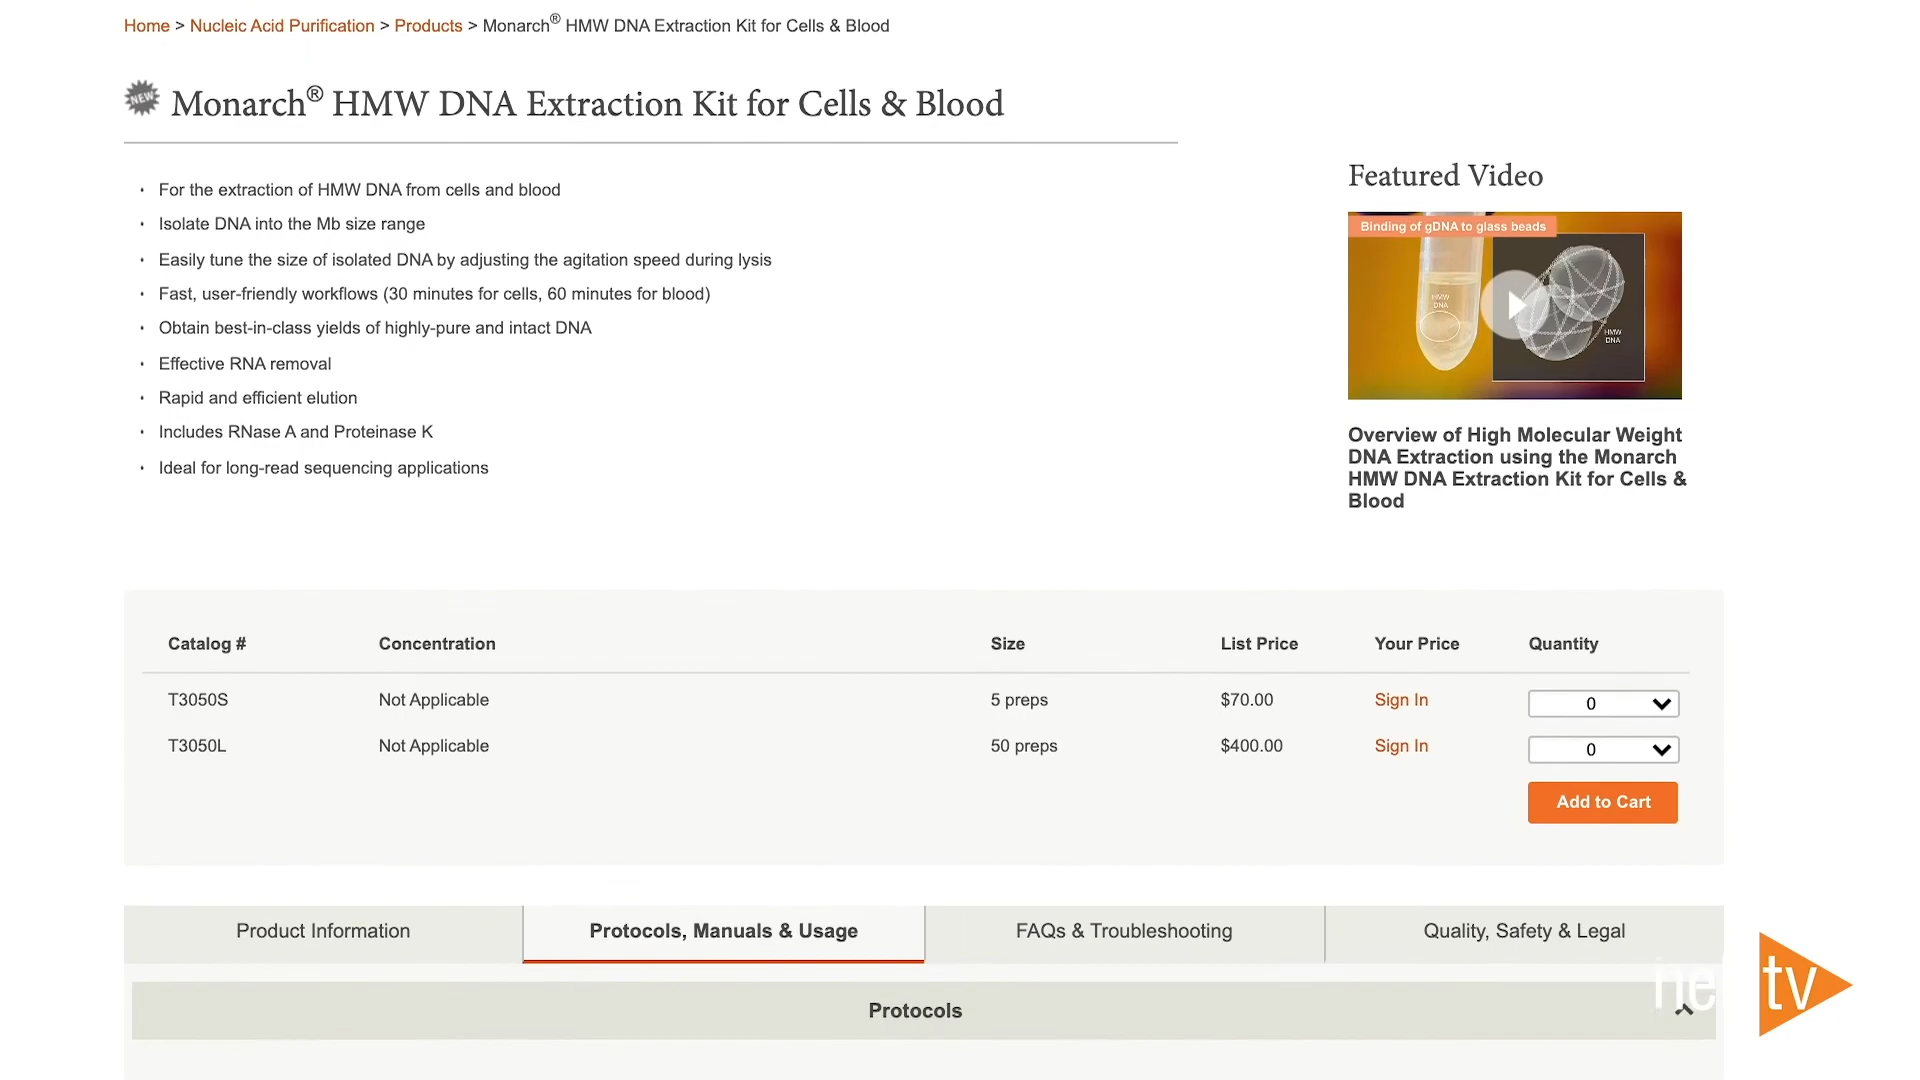 Home > Nucleic Acid Purification > Products > Monarch® HMW DNA Extraction Kit for Cells & Blood
NEW Monarch® HMW DNA Extraction Kit for Cells & Blood
· For the extraction of HMW DNA from cells and blood
· Isolate DNA into the Mb size range
· Easily tune the size of isolated DNA by adjusting the agitation speed during lysis
· Fast, user-friendly workflows (30 minutes for cells, 60 minutes for blood)
· Obtain best-in-class yields of highly-pure and intact DNA
· Effective RNA removal
· Rapid and efficient elution
· Includes RNase A and Proteinase K
· Ideal for long-read sequencing applications
Featured Video
Binding of gDNA to glass beads
HMW
DNA
HMW
DNA
Overview of High Molecular Weight
DNA Extraction using the Monarch
HMW DNA Extraction Kit for Cells &
Blood
Catalog # Concentration Size List Price Your Price Quantity
T3050S Not Applicable 5 preps $70.00 Sign In 0
T3050L Not Applicable 50 preps $400.00 Sign In 0
Add to Cart
Product Information Protocols, Manuals & Usage FAQs & Troubleshooting Quality, Safety & Legal
Protocols
ne tv